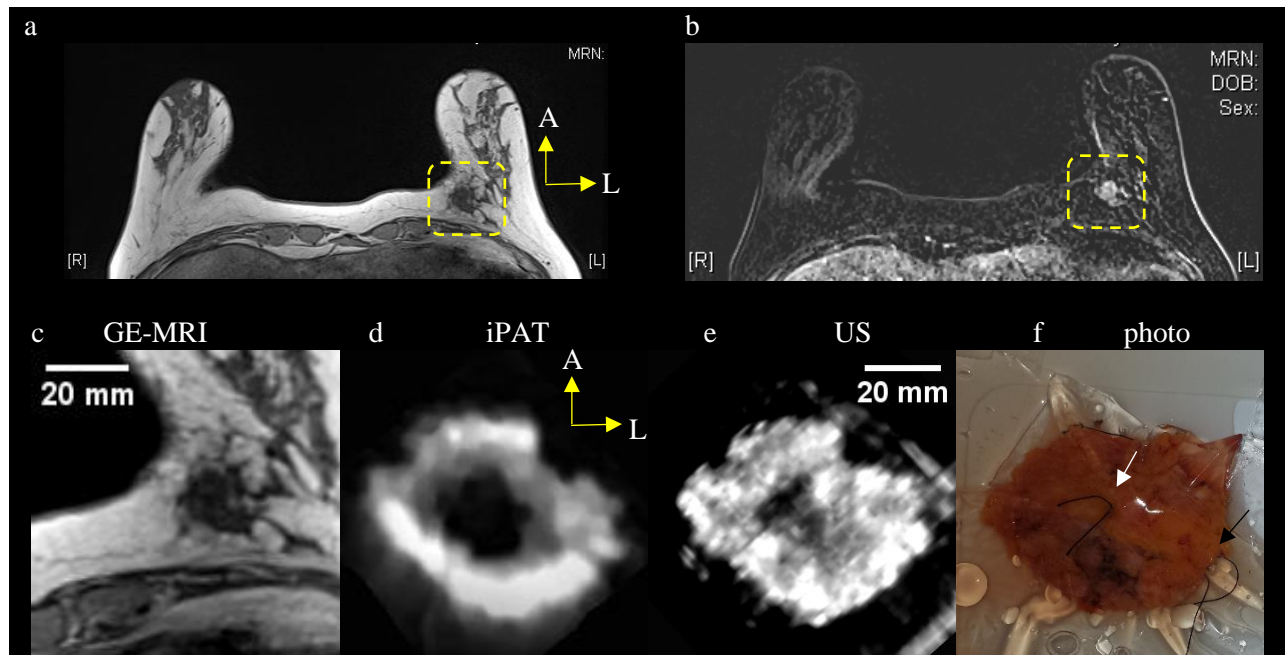 a
b
MRN:
MRN:
DOB:
Sex:
A
L
[R]
[L]
[R]
[L]
c GE-MRI
d iPAT
e US
f photo
20 mm
A
L
20 mm